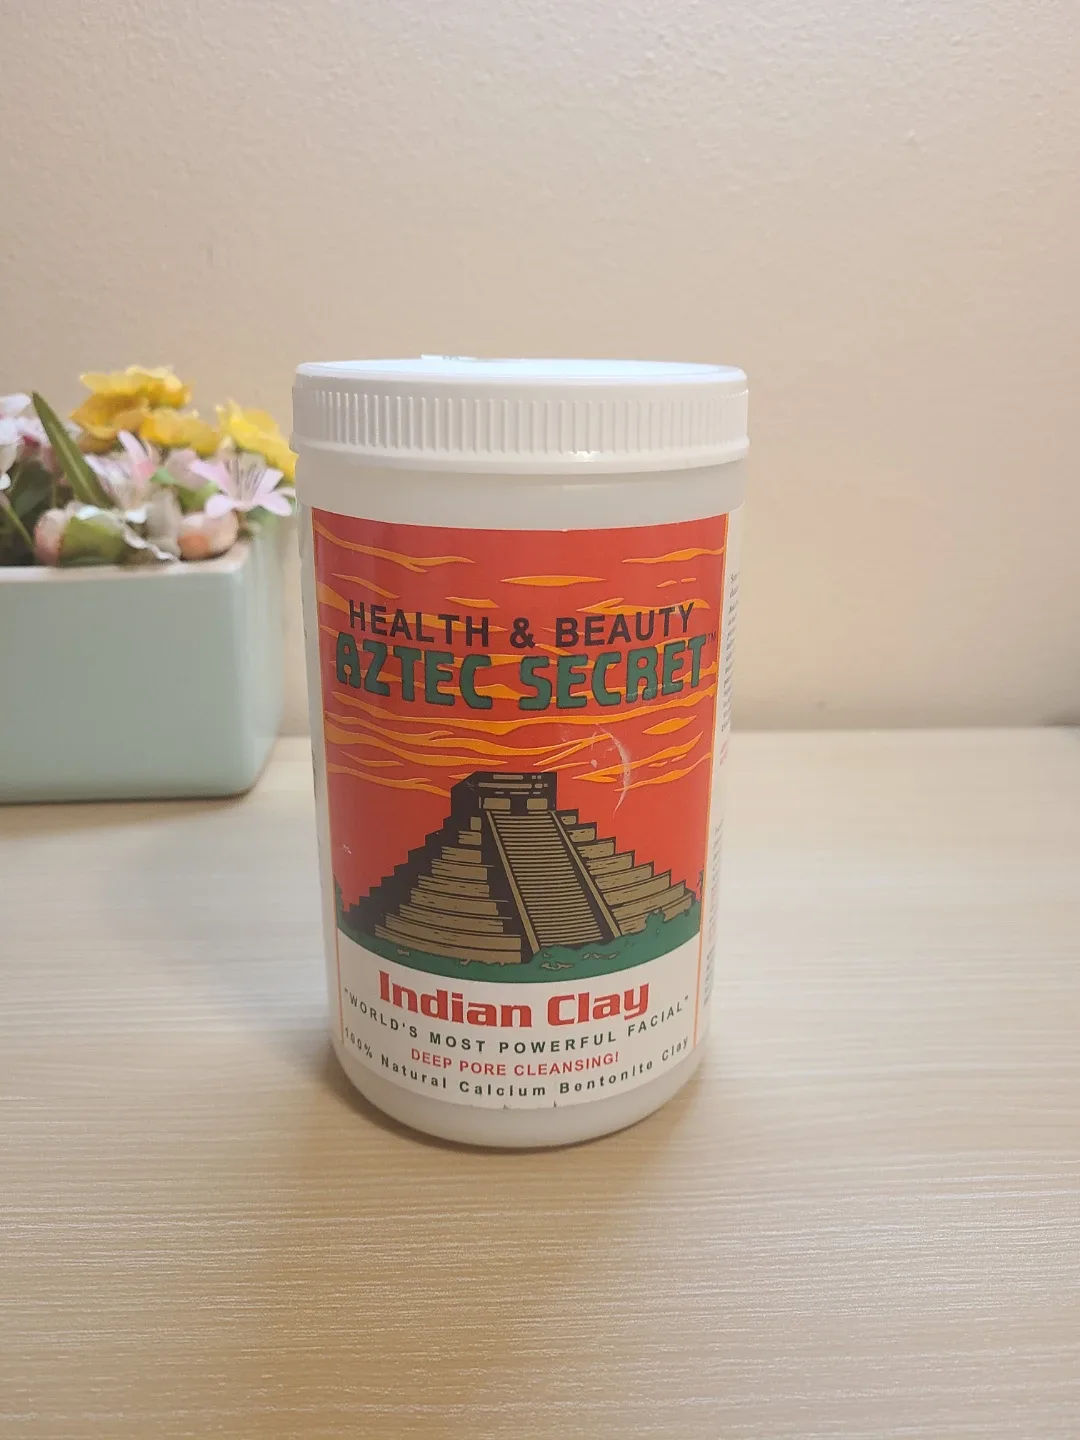 HEALTH & BEAUTY
AZTEC SECRET™
Indian Clay
"WORLD'S MOST POWERFUL FACIAL"
DEEP PORE CLEANSING!
100% Natural Calcium Bentonite Clay